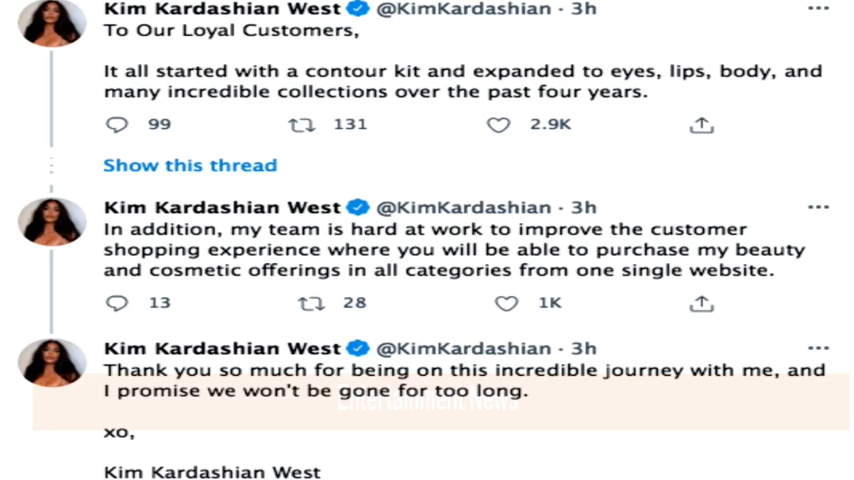 Kim Kardashian West @KimKardashian · 3h
To Our Loyal Customers,
It all started with a contour kit and expanded to eyes, lips, body, and
many incredible collections over the past four years.
99 131 2.9K
Show this thread
Kim Kardashian West @KimKardashian · 3h
In addition, my team is hard at work to improve the customer
shopping experience where you will be able to purchase my beauty
and cosmetic offerings in all categories from one single website.
13 28 1K
Kim Kardashian West @KimKardashian · 3h
Thank you so much for being on this incredible journey with me, and
I promise we won't be gone for too long.
Entertainment News
xo,
Kim Kardashian West